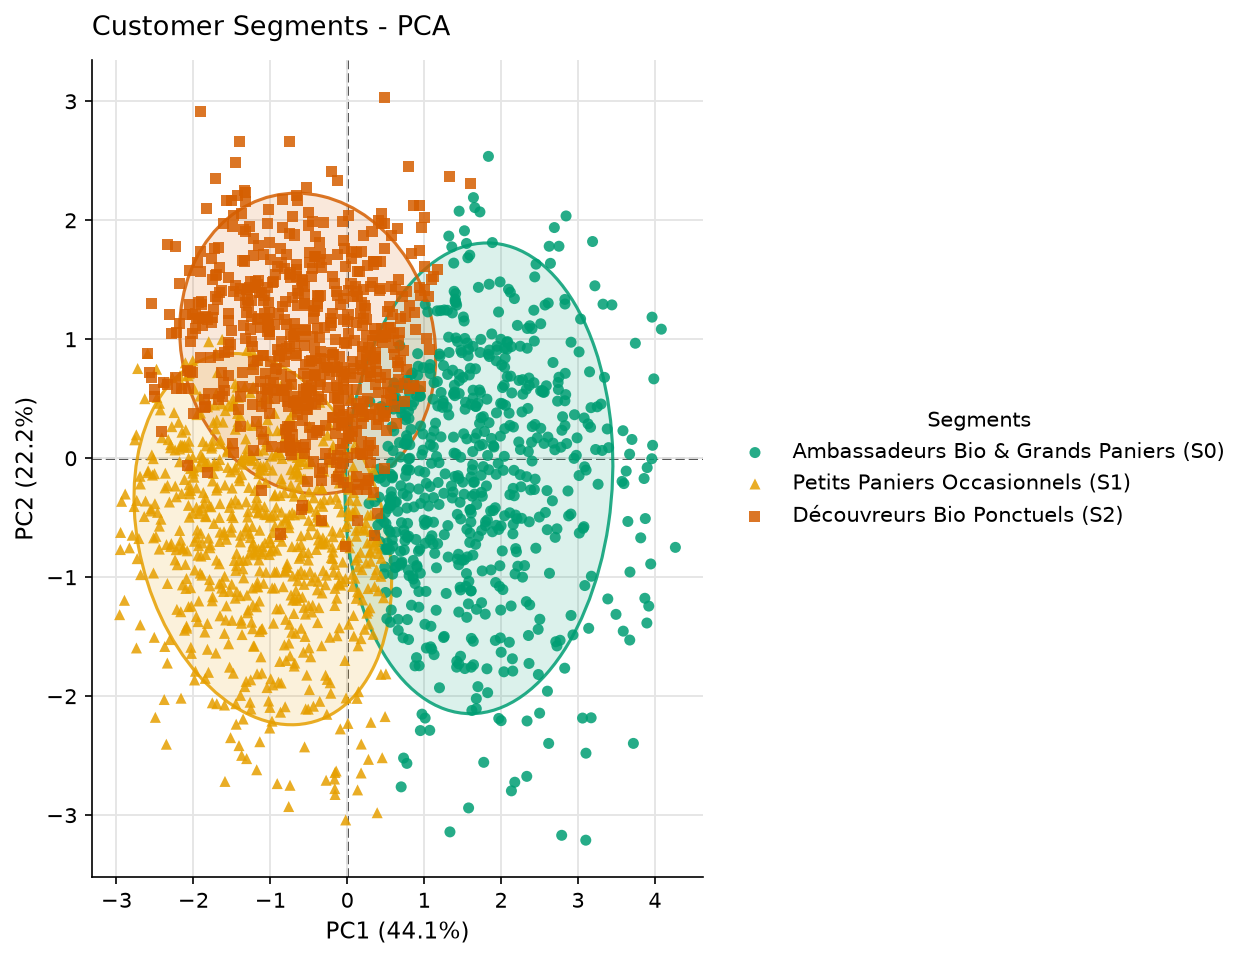 Customer Segments - PCA
3
2
1
0
−1
−2
−3
PC2 (22.2%)
−3 −2 −1 0 1 2 3 4
PC1 (44.1%)
Segments
Ambassadeurs Bio & Grands Paniers (S0)
Petits Paniers Occasionnels (S1)
Découvreurs Bio Ponctuels (S2)